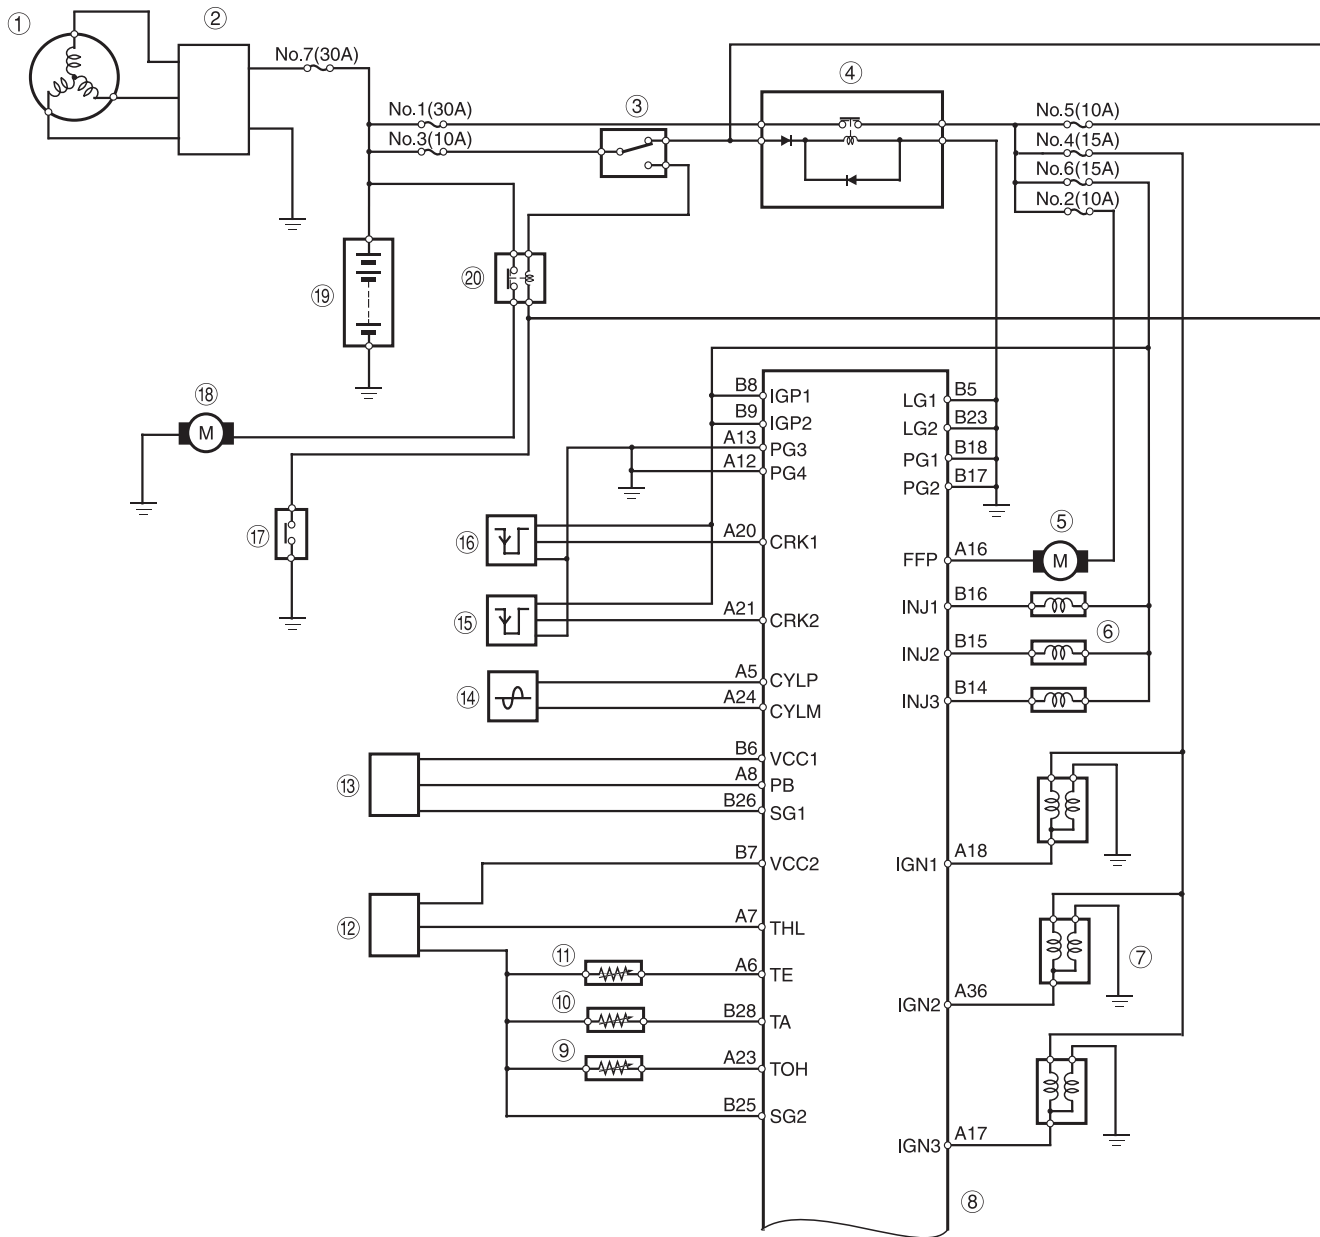 ① ②
No.7(30A)
No.1(30A) ③ ④ No.5(10A)
No.3(10A) No.4(15A)
No.6(15A)
No.2(10A)
⑲ ⑳
⑱ M
⑰
B8 IGP1 LG1 B5
B9 IGP2 LG2 B23
A13 PG3 PG1 B18
A12 PG4 PG2 B17
⑯ A20 CRK1 FFP A16 M ⑤
⑮ A21 CRK2 INJ1 B16 ⑥
⑭ A5 CYLP INJ2 B15
A24 CYLM INJ3 B14
B6 VCC1
⑬ A8 PB
B26 SG1
B7 VCC2 IGN1 A18
⑫ A7 THL
⑪ A6 TE ⑦
⑩ B28 TA IGN2 A36
⑨ A23 TOH
B25 SG2
IGN3 A17
⑧